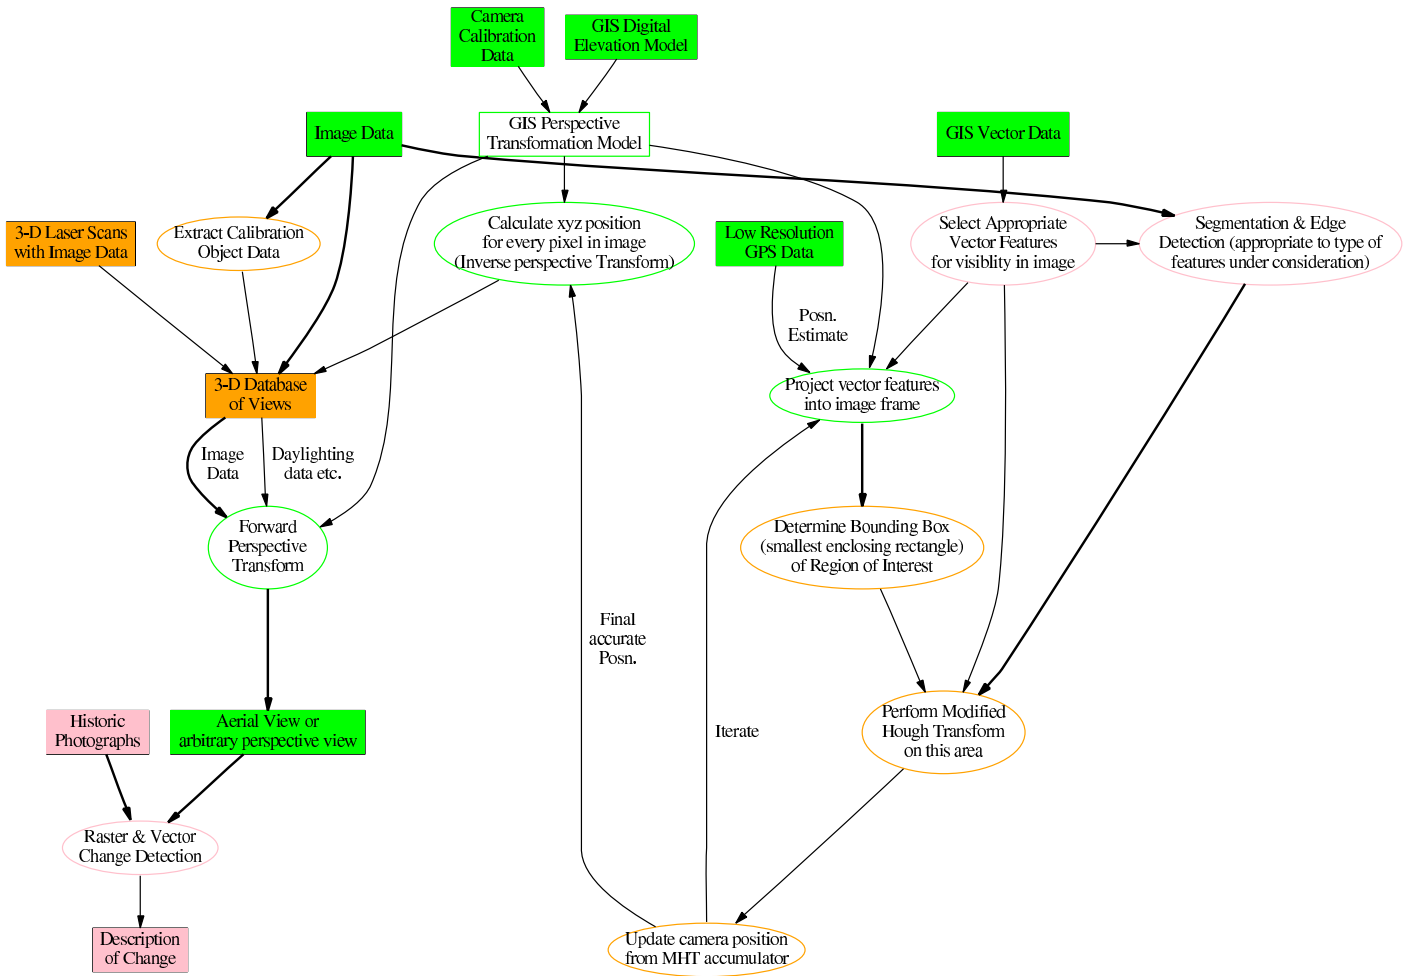 Camera
Calibration
Data
GIS Digital
Elevation Model
Image Data
GIS Perspective
Transformation Model
GIS Vector Data
3-D Laser Scans
with Image Data
Extract Calibration
Object Data
Calculate xyz position
for every pixel in image
(Inverse perspective Transform)
Low Resolution
GPS Data
Select Appropriate
Vector Features
for visiblity in image
Segmentation & Edge
Detection (appropriate to type of
features under consideration)
Posn.
Estimate
3-D Database
of Views
Project vector features
into image frame
Image
Data
Daylighting
data etc.
Forward
Perspective
Transform
Determine Bounding Box
(smallest enclosing rectangle)
of Region of Interest
Final
accurate
Posn.
Historic
Photographs
Aerial View or
arbitrary perspective view
Iterate
Perform Modified
Hough Transform
on this area
Raster & Vector
Change Detection
Description
of Change
Update camera position
from MHT accumulator